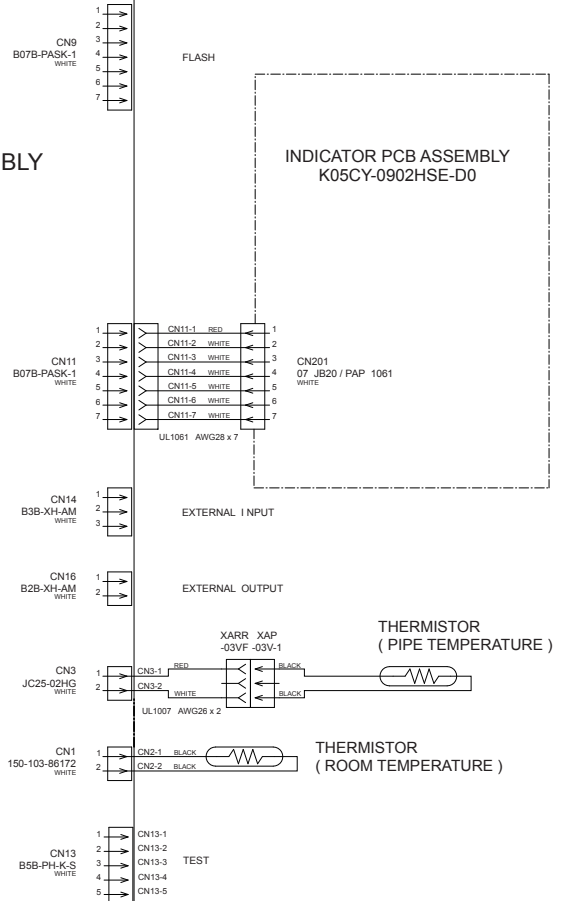 1
2
3
4
5
6
7
CN9
B07B-PASK-1
WHITE
FLASH
BLY
INDICATOR PCB ASSEMBLY
K05CY-0902HSE-D0
1
2
3
4
5
6
7
CN11
B07B-PASK-1
WHITE
CN11-1 RED
CN11-2 WHITE
CN11-3 WHITE
CN11-4 WHITE
CN11-5 WHITE
CN11-6 WHITE
CN11-7 WHITE
1
2
3
4
5
6
7
CN201
07 JB20 / PAP 1061
WHITE
UL1061 AWG28 x 7
CN14
B3B-XH-AM
WHITE
1
2
3
EXTERNAL I NPUT
CN16
B2B-XH-AM
WHITE
1
2
EXTERNAL OUTPUT
XARR XAP
-03VF -03V-1
THERMISTOR
( PIPE TEMPERATURE )
CN3
JC25-02HG
WHITE
1
2
CN3-1 RED
CN3-2 WHITE
BLACK
BLACK
UL1007 AWG26 x 2
CN1
150-103-86172
WHITE
1
2
CN2-1 BLACK
CN2-2 BLACK
THERMISTOR
( ROOM TEMPERATURE )
CN13
B5B-PH-K-S
WHITE
1
2
3
4
5
CN13-1
CN13-2
CN13-3
CN13-4
CN13-5
TEST